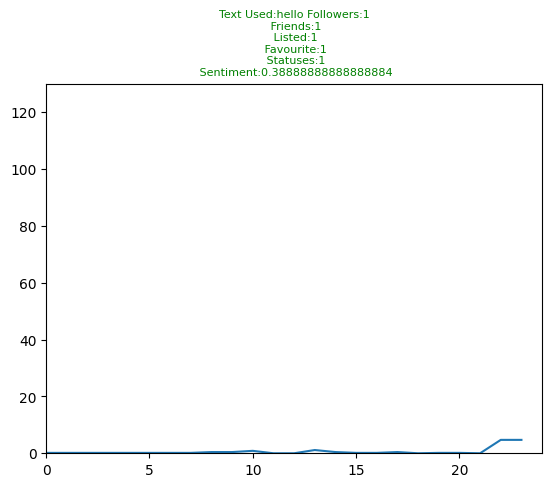 Text Used:hello Followers:1
Friends:1
Listed:1
Favourite:1
Statuses:1
Sentiment:0.38888888888888884
120
100
80
60
40
20
0
0 5 10 15 20